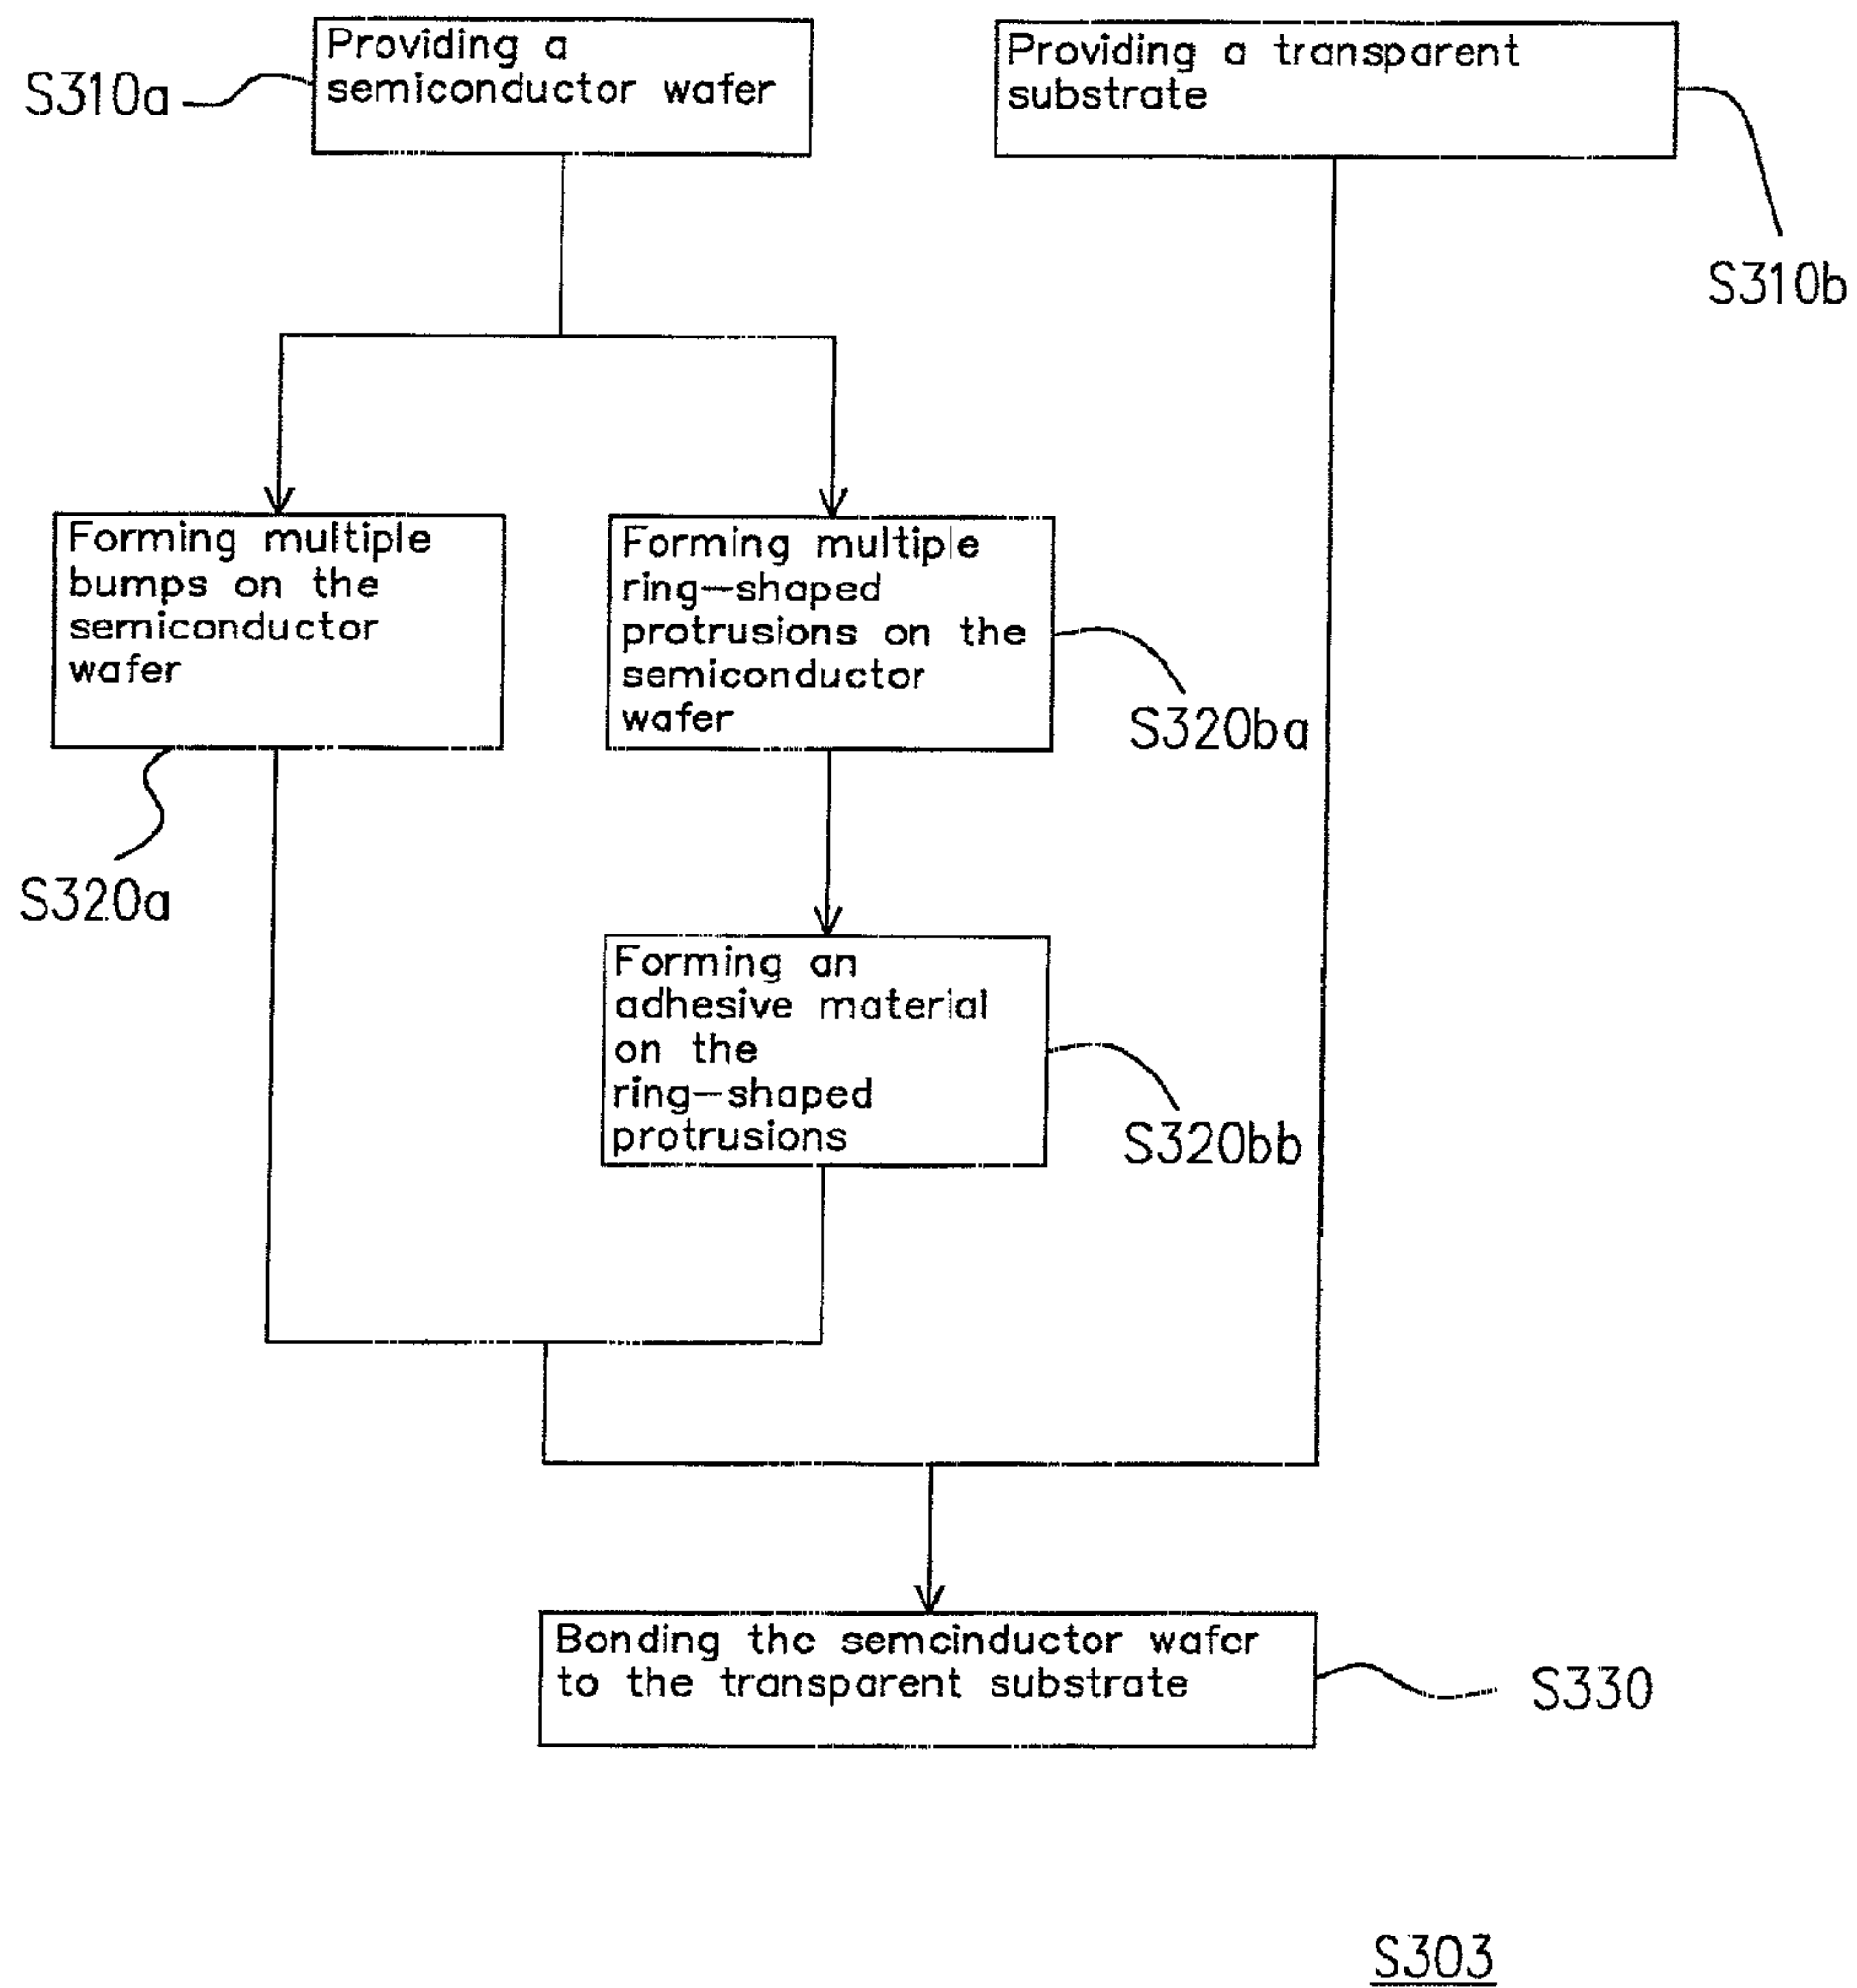 Providing a
semiconductor wafer
S310a
Providing a transparent
substrate
S310b
Forming multiple
bumps on the
semiconductor
wafer
S320a
Forming multiple
ring-shaped
protrusions on the
semiconductor
wafer
S320ba
Forming an
adhesive material
on the
ring-shaped
protrusions
S320bb
Bonding the semcinductor wafer
to the transparent substrate
S330
S303